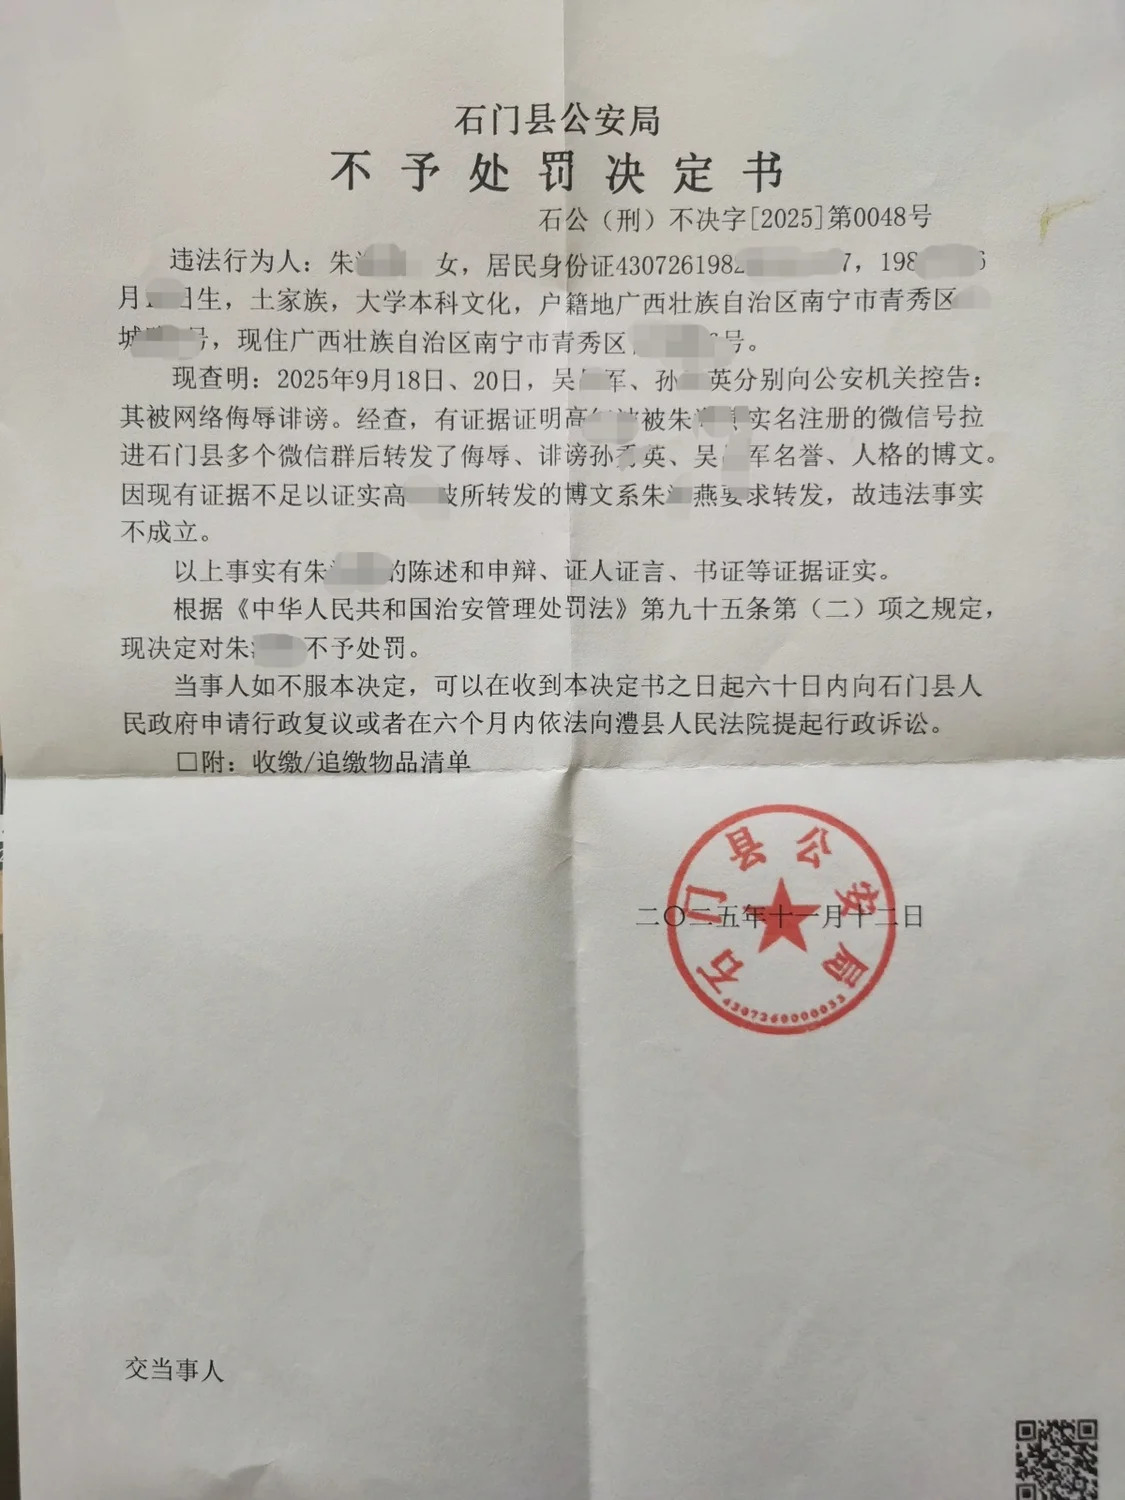 石门县公安局
不予处罚决定书
石公（刑）不决字[2025]第0048号
违法行为人：朱 女，居民身份证430726198 7，198 6
月 日生，土家族，大学本科文化，户籍地广西壮族自治区南宁市青秀区
城 号，现住广西壮族自治区南宁市青秀区 号。
现查明：2025年9月18日、20日，吴 军、孙 英分别向公安机关控告：
其被网络侮辱诽谤。经查，有证据证明高 被朱 实名注册的微信号拉
进石门县多个微信群后转发了侮辱、诽谤孙 英、吴 军名誉、人格的博文。
因现有证据不足以证实高 所转发的博文系朱 燕要求转发，故违法事实
不成立。
以上事实有朱 的陈述和申辩、证人证言、书证等证据证实。
根据《中华人民共和国治安管理处罚法》第九十五条第（二）项之规定，
现决定对朱 不予处罚。
当事人如不服本决定，可以在收到本决定书之日起六十日内向石门县人
民政府申请行政复议或者在六个月内依法向澧县人民法院提起行政诉讼。
□附：收缴/追缴物品清单
石门县公安局
二〇二五年十一月十二日
4307260000033
交当事人